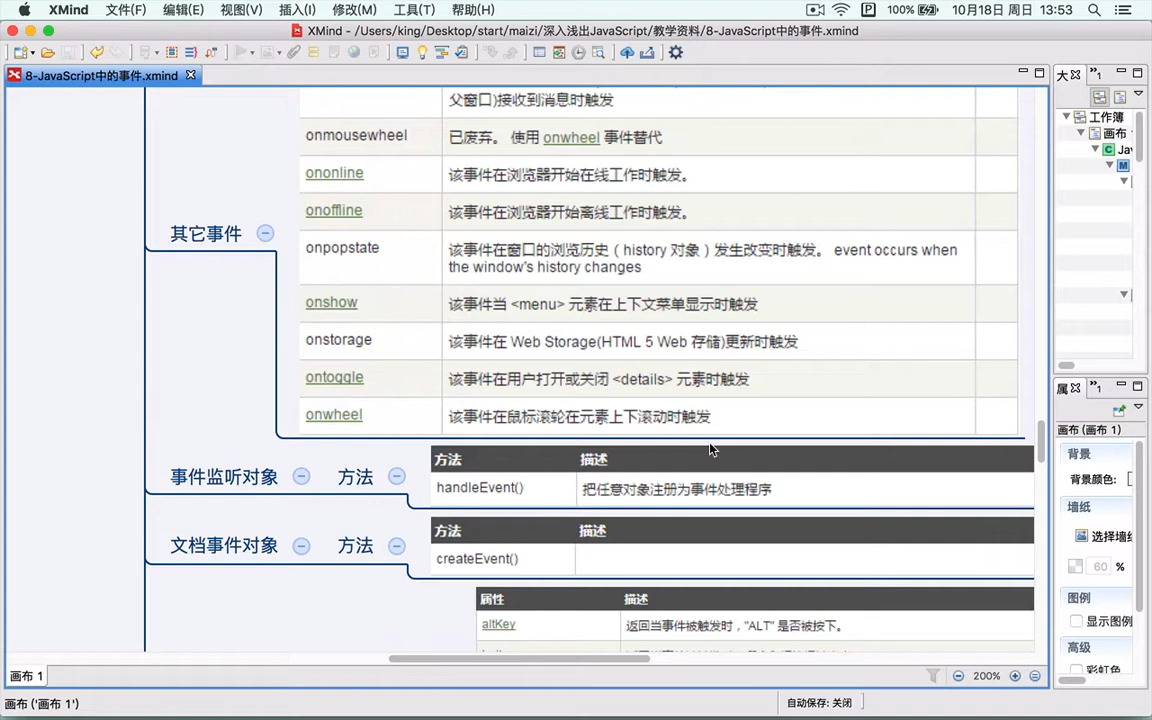 XMind 文件(F) 编辑(E) 视图(V) 插入(I) 修改(M) 工具(T) 帮助(H) 100% 10月18日 周日 13:53
XMind - /Users/king/Desktop/start/maizi/深入浅出JavaScript/教学资料/8-JavaScript中的事件.xmind
8-JavaScript中的事件.xmind
父窗口)接收到消息时触发
onmousewheel 已废弃。 使用 onwheel 事件替代
ononline 该事件在浏览器开始在线工作时触发。
onoffline 该事件在浏览器开始离线工作时触发。
其它事件
onpopstate 该事件在窗口的浏览历史（history 对象）发生改变时触发。 event occurs when
the window's history changes
onshow 该事件当 <menu> 元素在上下文菜单显示时触发
onstorage 该事件在 Web Storage(HTML 5 Web 存储)更新时触发
ontoggle 该事件在用户打开或关闭 <details> 元素时触发
onwheel 该事件在鼠标滚轮在元素上下滚动时触发
事件监听对象 方法
方法 描述
handleEvent() 把任意对象注册为事件处理程序
文档事件对象 方法
方法 描述
createEvent()
属性 描述
altKey 返回当事件被触发时，"ALT" 是否被按下。
画布 1
200%
画布 ('画布 1')
自动保存: 关闭
大 »1
工作簿
画布
C Jav
M
属 »1
画布 (画布 1)
背景
背景颜色:
墙纸
选择墙纸
60 %
图例
显示图例
高级
彩虹色